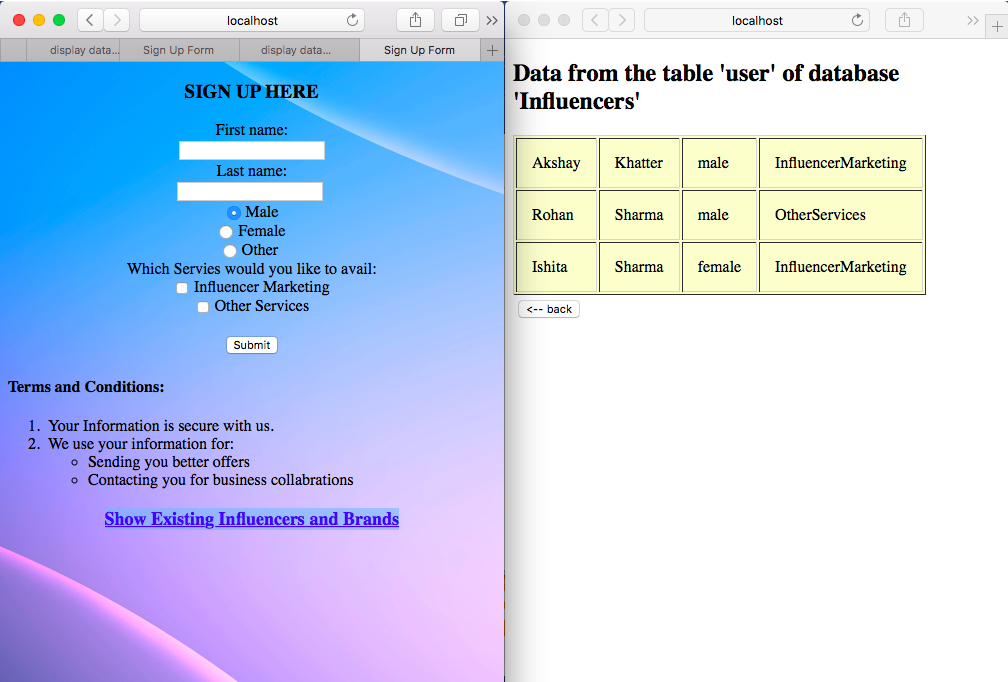 localhost
display data...
Sign Up Form
display data...
Sign Up Form
SIGN UP HERE
First name:
Last name:
Male
Female
Other
Which Servies would you like to avail:
Influencer Marketing
Other Services
Submit
Terms and Conditions:
1. Your Information is secure with us.
2. We use your information for:
Sending you better offers
Contacting you for business collabrations
Show Existing Influencers and Brands
localhost
Data from the table 'user' of database
'Influencers'
Akshay Khatter male InfluencerMarketing
Rohan Sharma male OtherServices
Ishita Sharma female InfluencerMarketing
<-- back